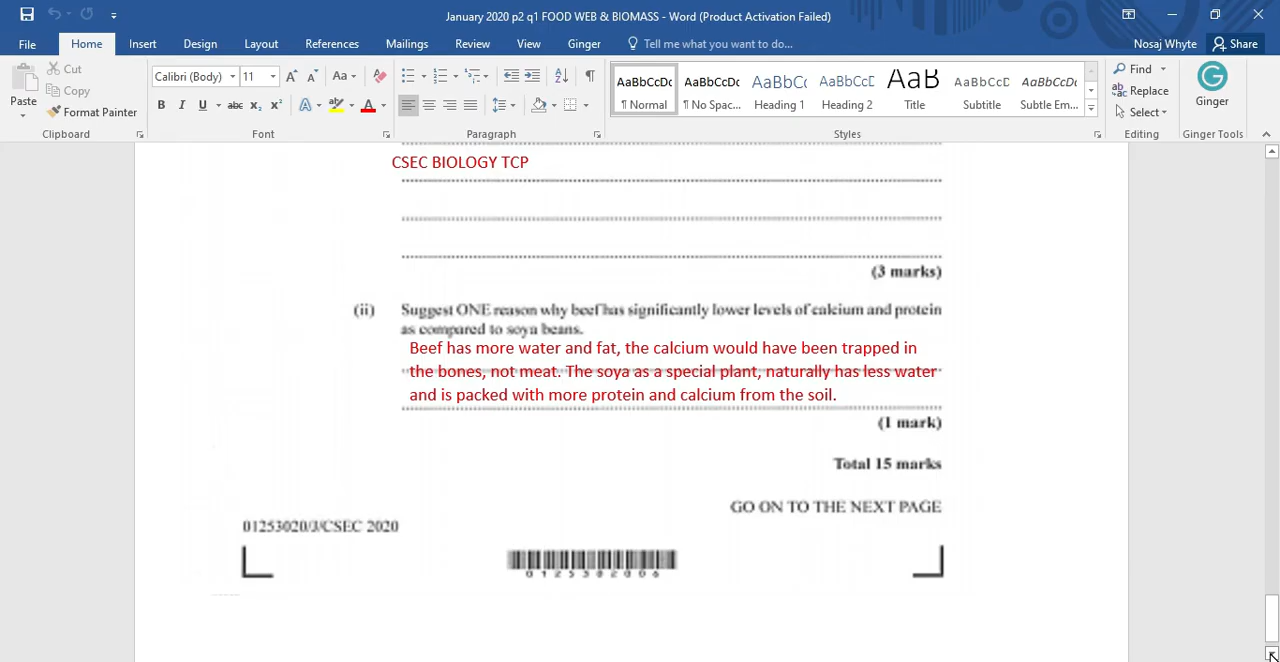 January 2020 p2 q1 FOOD WEB & BIOMASS - Word (Product Activation Failed)
File Home Insert Design Layout References Mailings Review View Ginger Tell me what you want to do... Nosaj Whyte Share
Cut
Copy
Format Painter
Paste
Clipboard
Calibri (Body) 11
Font
Paragraph
AaBbCcDc AaBbCcDc AaBbCc AaBbCcC AaB AaBbCcD AaBbCcDc
¶ Normal ¶ No Spac... Heading 1 Heading 2 Title Subtitle Subtle Em...
Styles
Find
Replace
Select
Editing
Ginger
Ginger Tools
CSEC BIOLOGY TCP
(3 marks)
(ii) Suggest ONE reason why beef has significantly lower levels of calcium and protein
as compared to soya beans.
Beef has more water and fat, the calcium would have been trapped in
the bones, not meat. The soya as a special plant, naturally has less water
and is packed with more protein and calcium from the soil.
(1 mark)
Total 15 marks
GO ON TO THE NEXT PAGE
01253020/J/CSEC 2020
0125302006